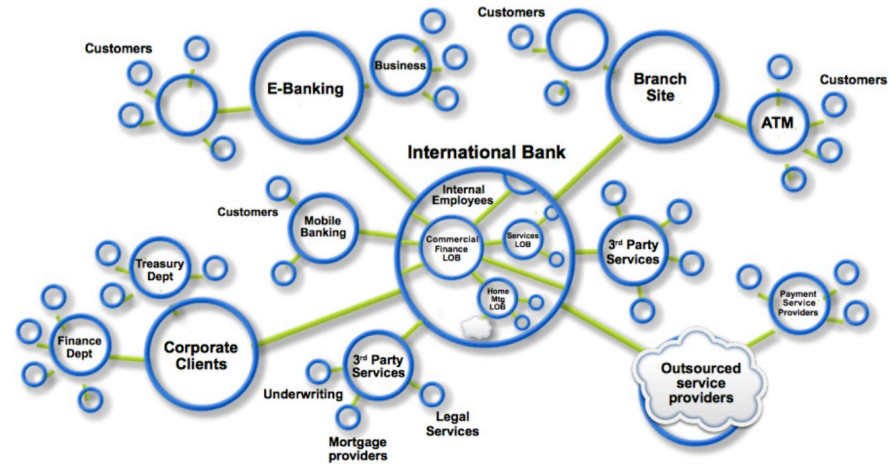 Customers
E-Banking
Business
Customers
Branch
Site
Customers
ATM
International Bank
Internal
Employees
Commercial
Finance
LOB
Services
LOB
Home
Mtg
LOB
Customers
Mobile
Banking
3rd Party
Services
Treasury
Dept
Finance
Dept
Corporate
Clients
3rd Party
Services
Underwriting
Mortgage
providers
Legal
Services
Payment
Service
Providers
Outsourced
service
providers